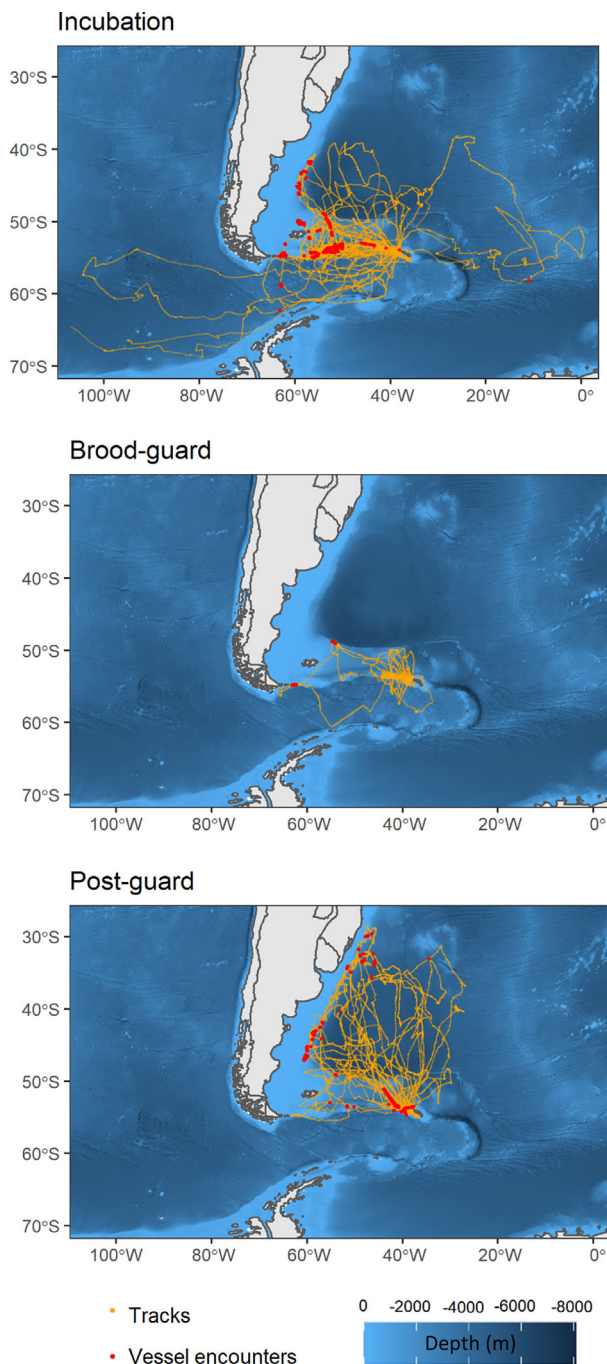 Incubation
30°S
40°S
50°S
60°S
70°S
100°W 80°W 60°W 40°W 20°W 0°
Brood-guard
30°S
40°S
50°S
60°S
70°S
100°W 80°W 60°W 40°W 20°W 0°
Post-guard
30°S
40°S
50°S
60°S
70°S
100°W 80°W 60°W 40°W 20°W 0°
Tracks
Vessel encounters
0 -2000 -4000 -6000 -8000
Depth (m)